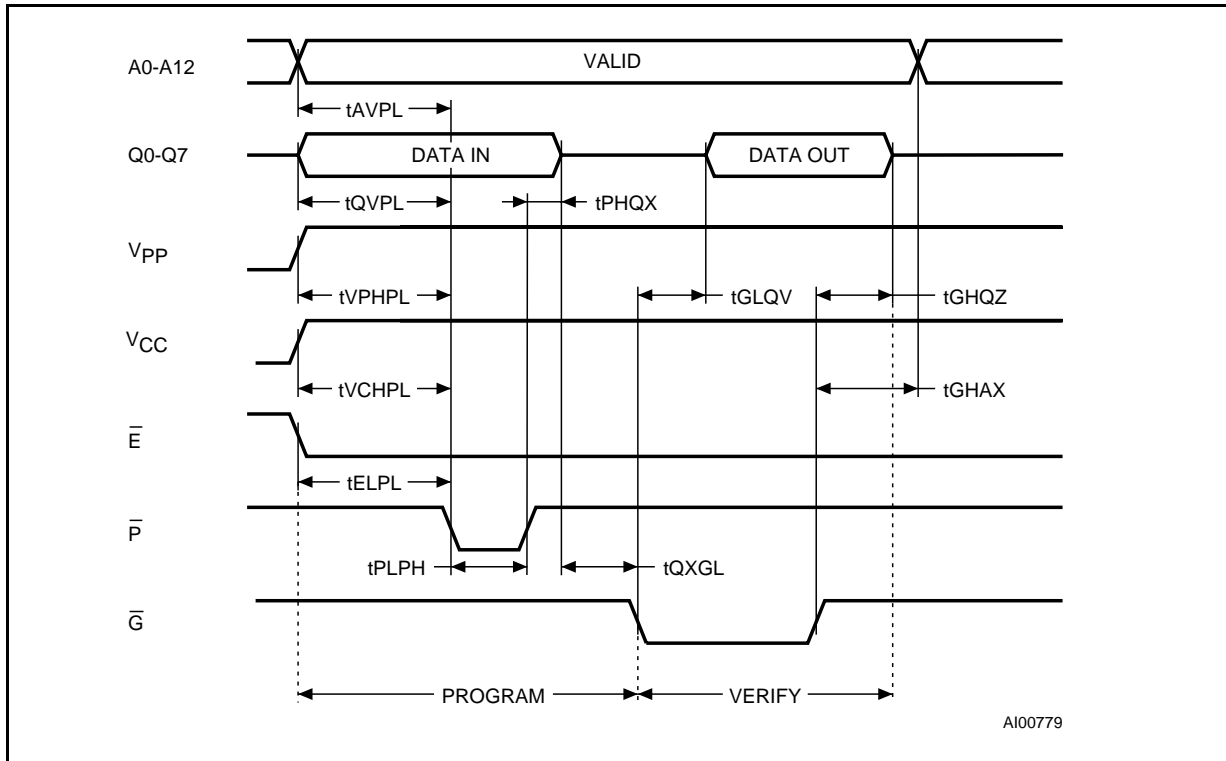 A0-A12
VALID
tAVPL
Q0-Q7
DATA IN
DATA OUT
tQVPL
tPHQX
VPP
tVPHPL
tGLQV
tGHQZ
VCC
tVCHPL
tGHAX
E̅
tELPL
P̅
tPLPH
tQXGL
G̅
PROGRAM
VERIFY
AI00779